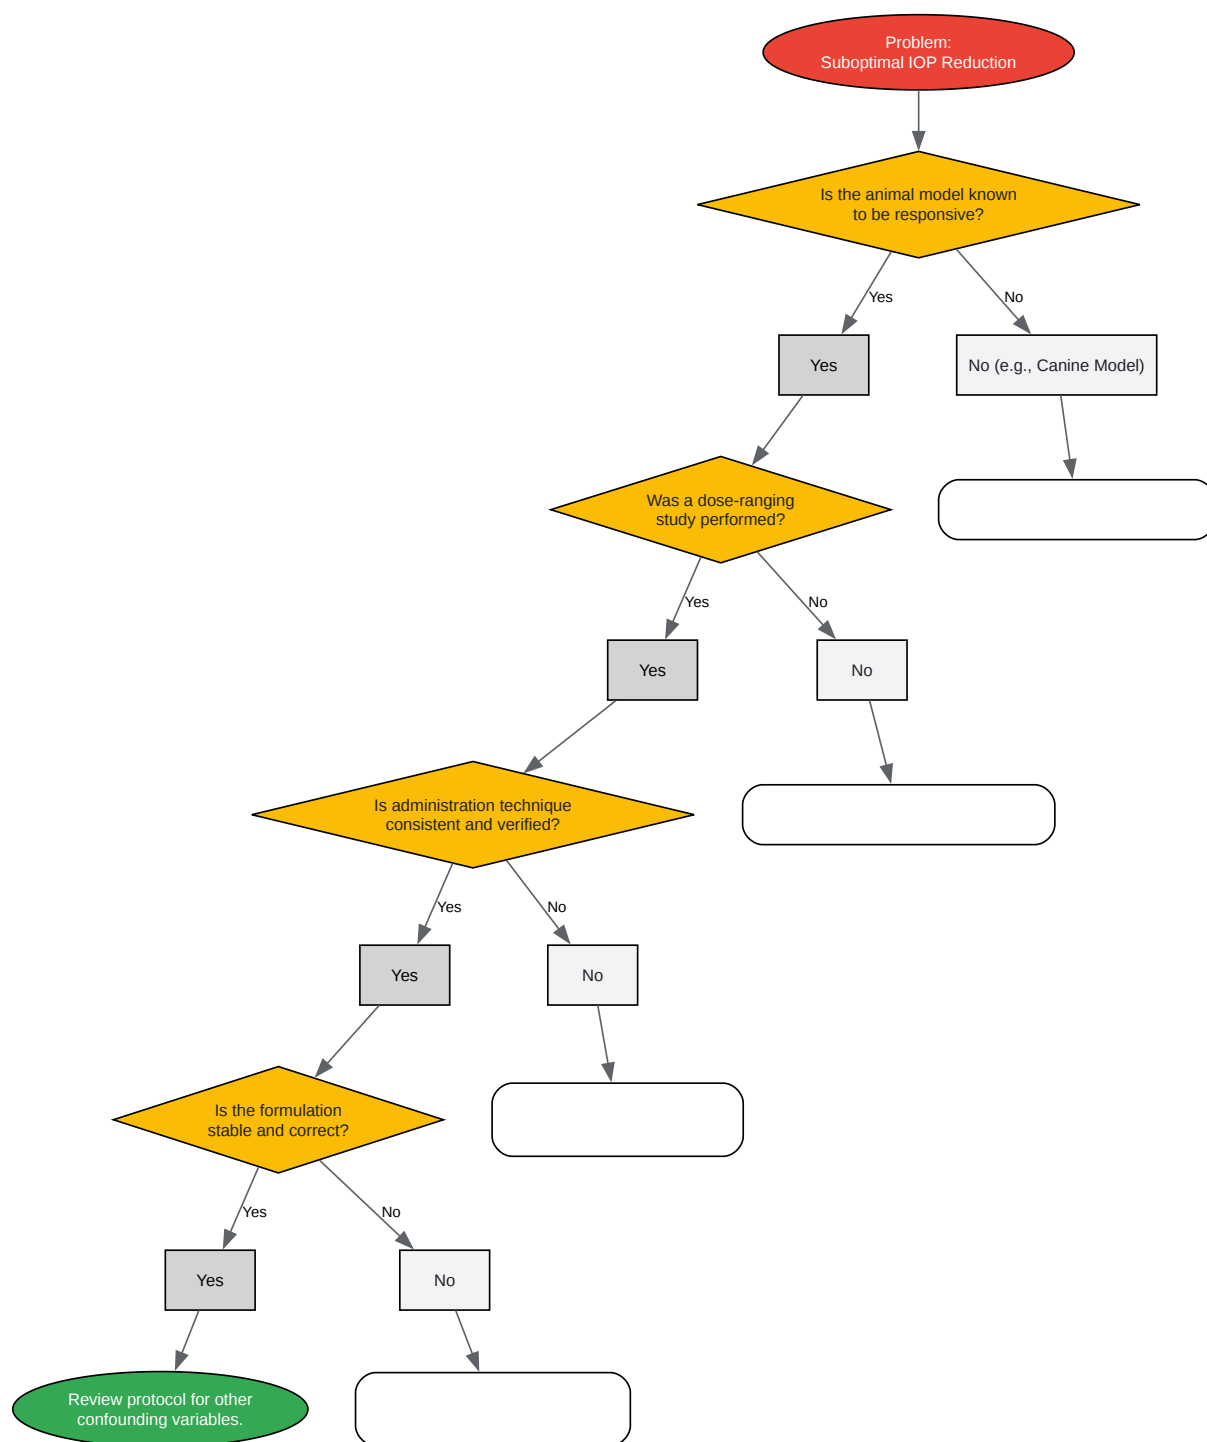 Problem:
Suboptimal IOP Reduction
Is the animal model known
to be responsive?
Yes
No
Yes
No (e.g., Canine Model)
Was a dose-ranging
study performed?
Yes
No
Yes
No
Is administration technique
consistent and verified?
Yes
No
Yes
No
Is the formulation
stable and correct?
Yes
No
Yes
No
Review protocol for other
confounding variables.